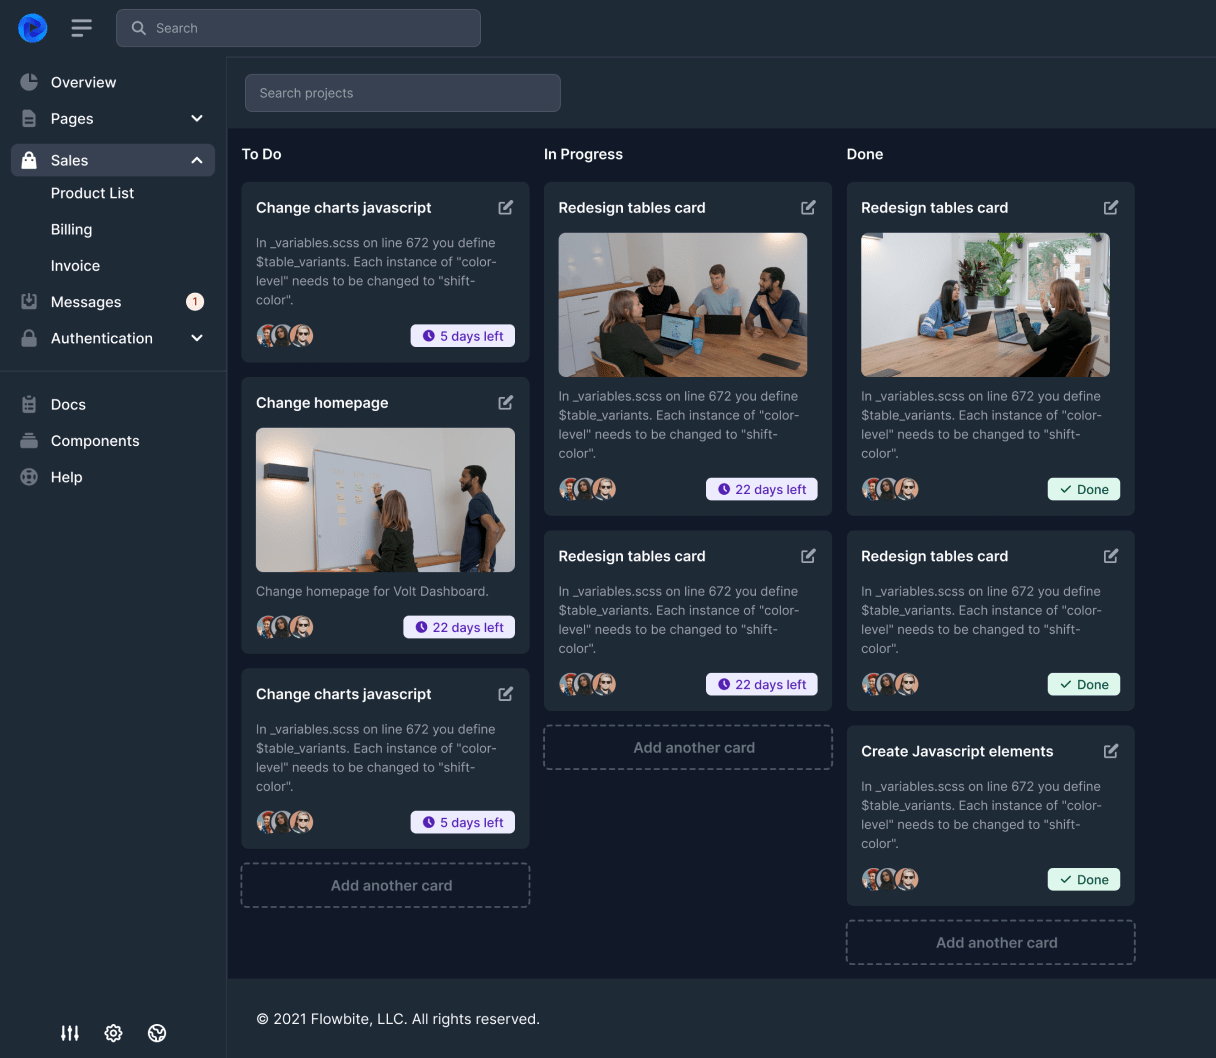 Search
Overview
Pages
Sales
Product List
Billing
Invoice
Messages
1
Authentication
Docs
Components
Help
Search projects
To Do
Change charts javascript
In _variables.scss on line 672 you define
$table_variants. Each instance of "color-
level" needs to be changed to "shift-
color".
5 days left
Change homepage
Change homepage for Volt Dashboard.
22 days left
Change charts javascript
In _variables.scss on line 672 you define
$table_variants. Each instance of "color-
level" needs to be changed to "shift-
color".
5 days left
Add another card
In Progress
Redesign tables card
In _variables.scss on line 672 you define
$table_variants. Each instance of "color-
level" needs to be changed to "shift-
color".
22 days left
Redesign tables card
In _variables.scss on line 672 you define
$table_variants. Each instance of "color-
level" needs to be changed to "shift-
color".
22 days left
Add another card
Done
Redesign tables card
In _variables.scss on line 672 you define
$table_variants. Each instance of "color-
level" needs to be changed to "shift-
color".
Done
Redesign tables card
In _variables.scss on line 672 you define
$table_variants. Each instance of "color-
level" needs to be changed to "shift-
color".
Done
Create Javascript elements
In _variables.scss on line 672 you define
$table_variants. Each instance of "color-
level" needs to be changed to "shift-
color".
Done
Add another card
© 2021 Flowbite, LLC. All rights reserved.